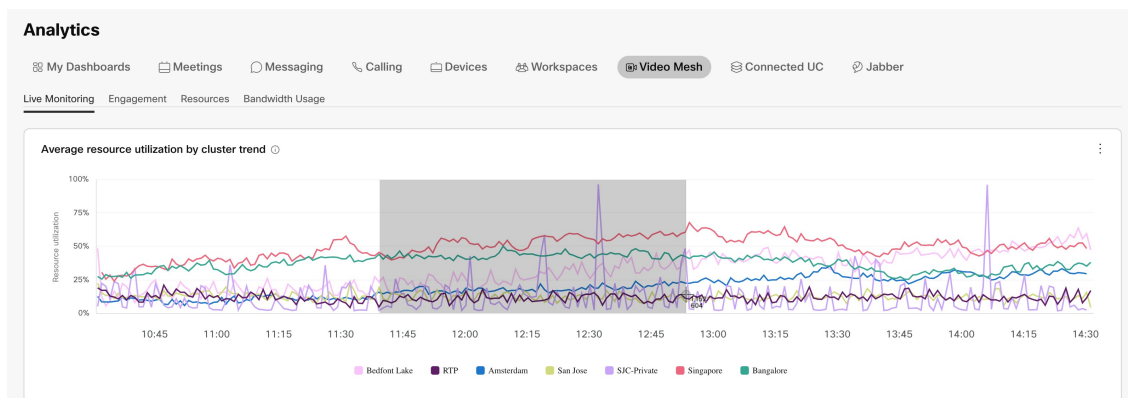 Analytics
My Dashboards Meetings Messaging Calling Devices Workspaces Video Mesh Connected UC Jabber
Live Monitoring Engagement Resources Bandwidth Usage
Average resource utilization by cluster trend
100%
75%
50%
25%
0%
Resource utilization
604
10:45 11:00 11:15 11:30 11:45 12:00 12:15 12:30 12:45 13:00 13:15 13:30 13:45 14:00 14:15 14:30
Bedfont Lake RTP Amsterdam San Jose SJC-Private Singapore Bangalore